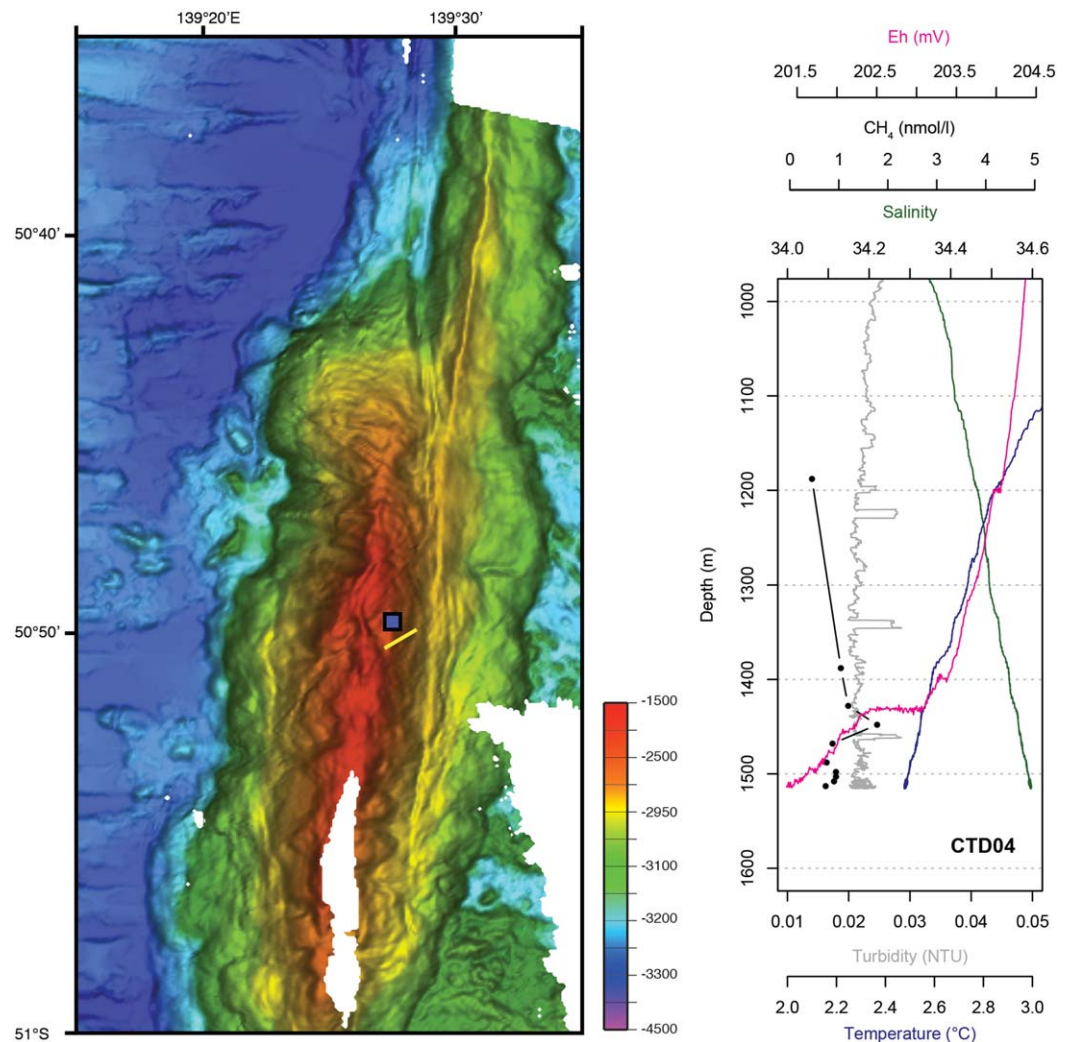 139°20'E 139°30'
50°40'
50°50'
51°S
-1500
-2500
-2950
-3100
-3200
-3300
-4500
Eh (mV)
201.5 202.5 203.5 204.5
CH4 (nmol/l)
0 1 2 3 4 5
Salinity
34.0 34.2 34.4 34.6
Depth (m)
1000
1100
1200
1300
1400
1500
1600
CTD04
0.01 0.02 0.03 0.04 0.05
Turbidity (NTU)
2.0 2.2 2.4 2.6 2.8 3.0
Temperature (°C)